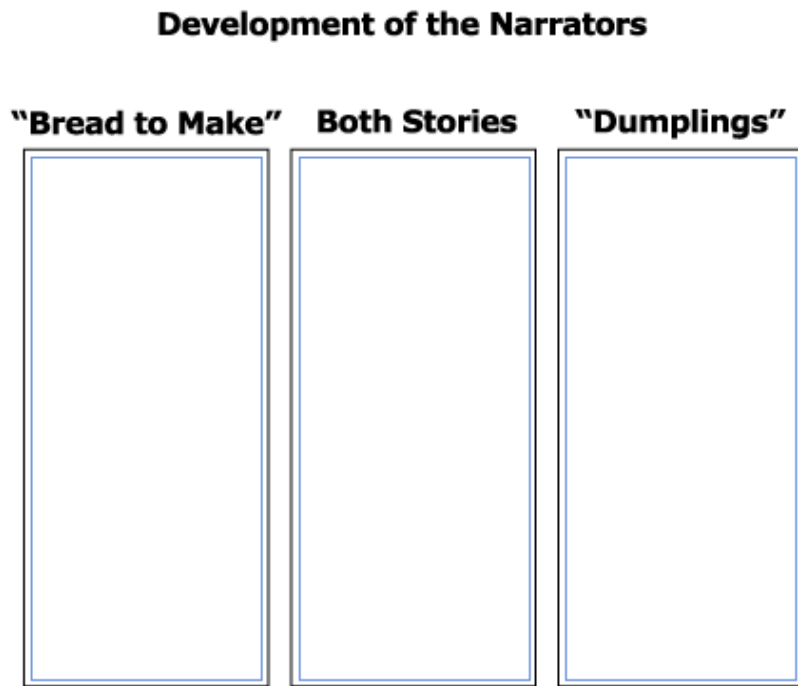 Development of the Narrators
“Bread to Make” Both Stories “Dumplings”